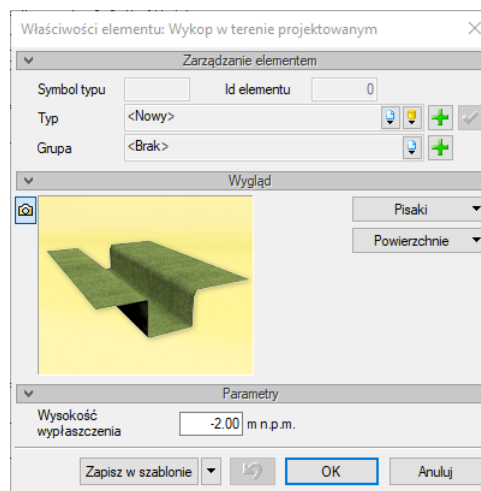 Właściwości elementu: Wykop w terenie projektowanym
Zarządzanie elementem
Symbol typu Id elementu 0
Typ <Nowy>
Grupa <Brak>
Wygląd
Pisaki
Powierzchnie
Parametry
Wysokość
wypłaszczenia -2.00 m n.p.m.
Zapisz w szablonie OK Anuluj